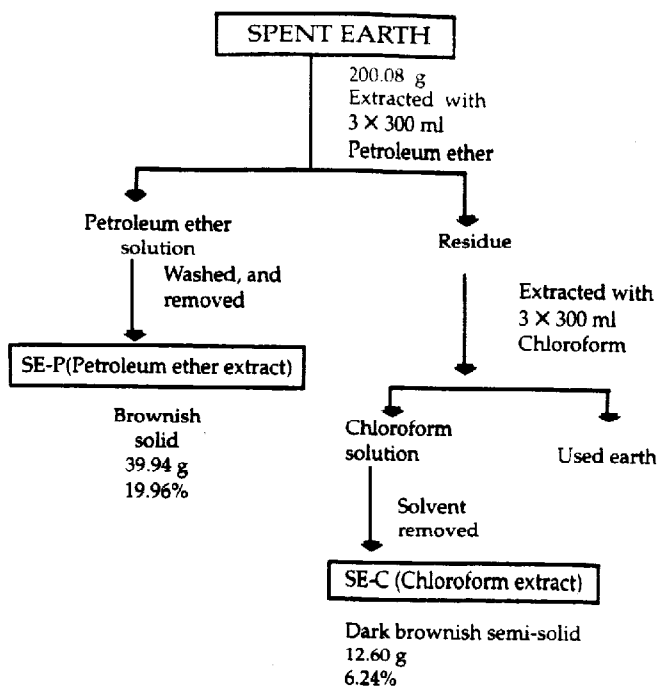 SPENT EARTH
200.08 g
Extracted with
3 X 300 ml
Petroleum ether
Petroleum ether
solution
Residue
Washed, and
removed
Extracted with
3 X 300 ml
Chloroform
SE-P(Petroleum ether extract)
Brownish
solid
39.94 g
19.96%
Chloroform
solution
Used earth
Solvent
removed
SE-C (Chloroform extract)
Dark brownish semi-solid
12.60 g
6.24%